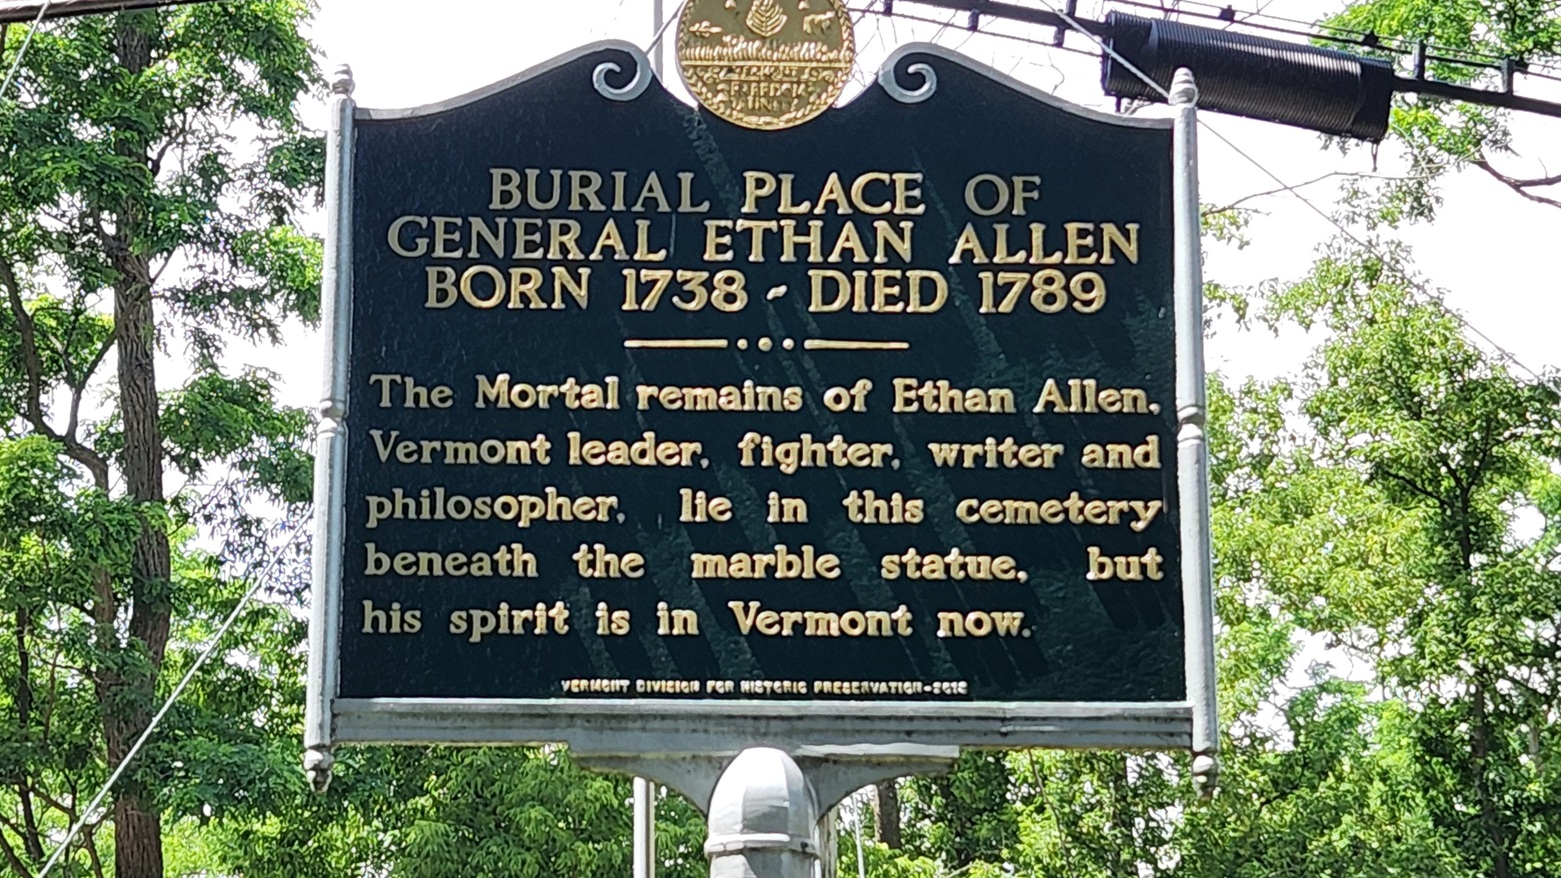 FREEDOM
UNITY
BURIAL PLACE OF
GENERAL ETHAN ALLEN
BORN 1738 - DIED 1789
The Mortal remains of Ethan Allen,
Vermont leader, fighter, writer and
philosopher, lie in this cemetery
beneath the marble statue, but
his spirit is in Vermont now.
VERMONT DIVISION FOR HISTORIC PRESERVATION-